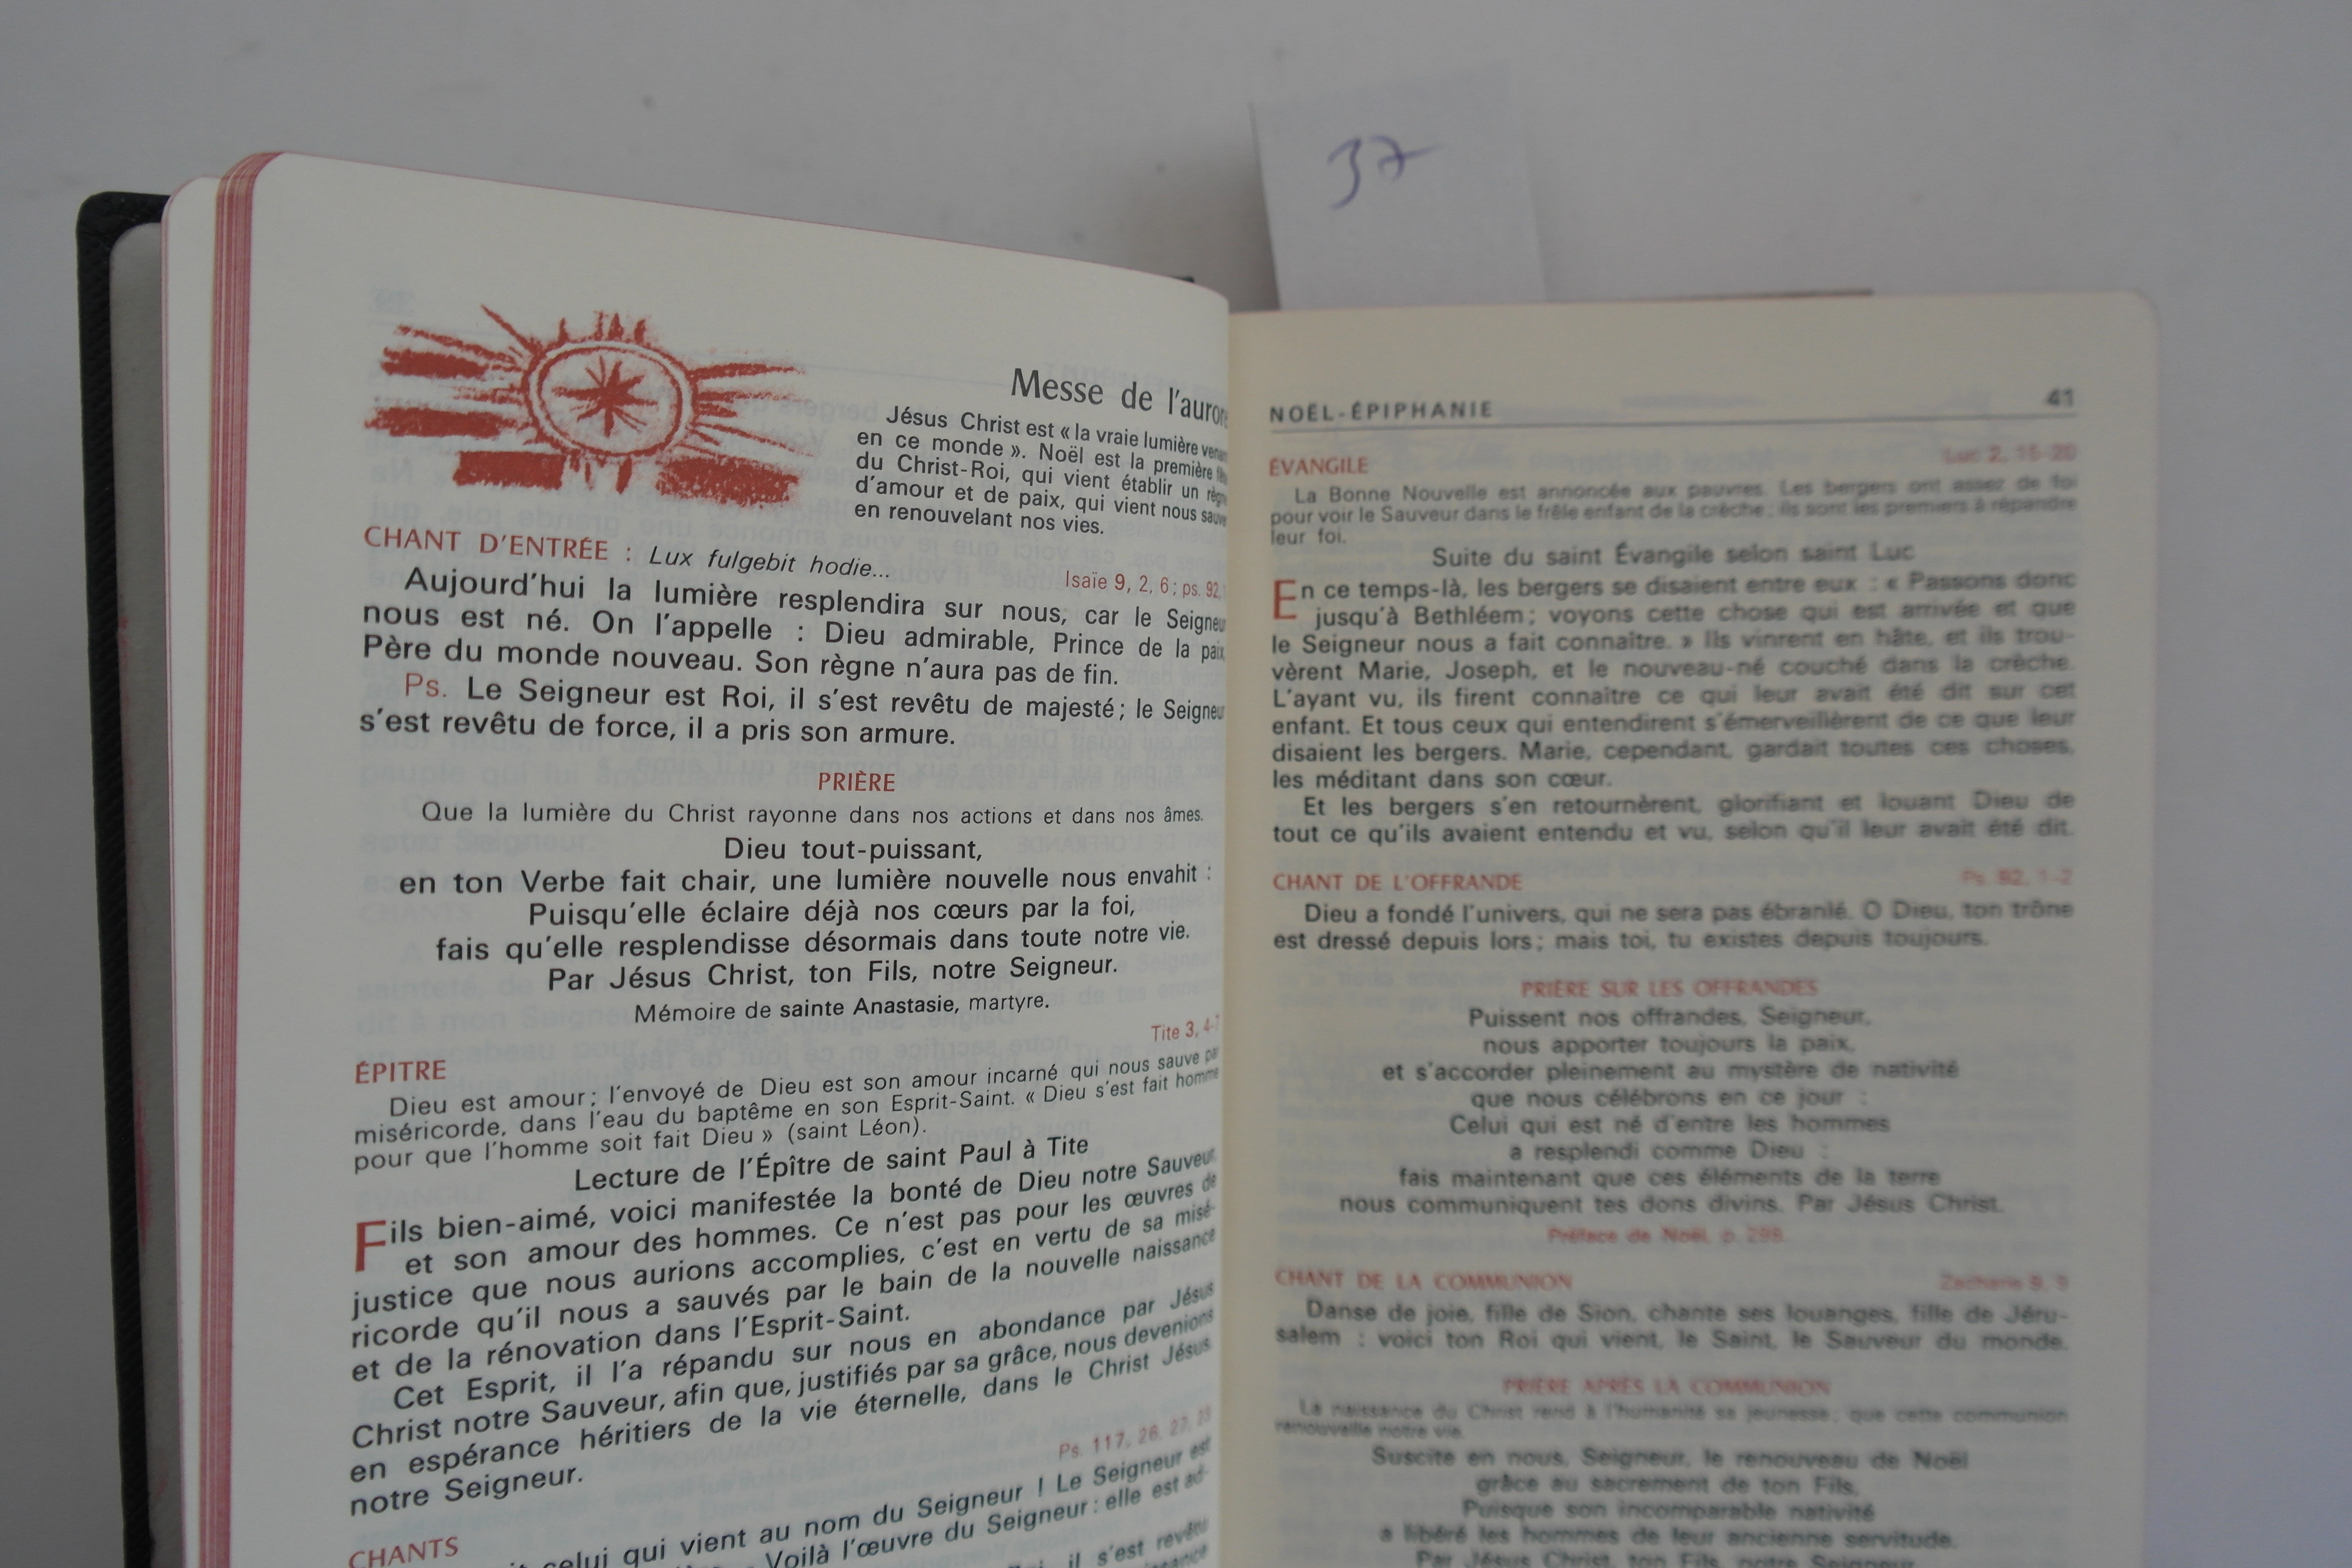 37
Messe de l'aurore
Jésus Christ est « la vraie lumière venant
en ce monde ». Noël est la première fête
du Christ-Roi, qui vient établir un règne
d'amour et de paix, qui vient nous sauver
en renouvelant nos vies.
CHANT D'ENTRÉE : Lux fulgebit hodie...
Isaïe 9, 2, 6 ; ps. 92,
Aujourd'hui la lumière resplendira sur nous, car le Seigneur
nous est né. On l'appelle : Dieu admirable, Prince de la paix,
Père du monde nouveau. Son règne n'aura pas de fin.
Ps. Le Seigneur est Roi, il s'est revêtu de majesté ; le Seigneur
s'est revêtu de force, il a pris son armure.
PRIÈRE
Que la lumière du Christ rayonne dans nos actions et dans nos âmes.
Dieu tout-puissant,
en ton Verbe fait chair, une lumière nouvelle nous envahit :
Puisqu'elle éclaire déjà nos cœurs par la foi,
fais qu'elle resplendisse désormais dans toute notre vie.
Par Jésus Christ, ton Fils, notre Seigneur.
Mémoire de sainte Anastasie, martyre.
ÉPITRE
Tite 3, 4-7
Dieu est amour ; l'envoyé de Dieu est son amour incarné qui nous sauve par
miséricorde, dans l'eau du baptême en son Esprit-Saint. « Dieu s'est fait homme
pour que l'homme soit fait Dieu » (saint Léon).
Lecture de l'Épître de saint Paul à Tite
Fils bien-aimé, voici manifestée la bonté de Dieu notre Sauveur
et son amour des hommes. Ce n'est pas pour les œuvres de
justice que nous aurions accomplies, c'est en vertu de sa misé-
ricorde qu'il nous a sauvés par le bain de la nouvelle naissance
et de la rénovation dans l'Esprit-Saint.
Cet Esprit, il l'a répandu sur nous en abondance par Jésus
Christ notre Sauveur, afin que, justifiés par sa grâce, nous devenions
en espérance héritiers de la vie éternelle, dans le Christ Jésus
notre Seigneur.
CHANTS
Ps. 117, 26, 27, 23
celui qui vient au nom du Seigneur ! Le Seigneur est
Voilà l'œuvre du Seigneur : elle est ad-
il s'est revêtu
NOËL-ÉPIPHANIE
41
ÉVANGILE
Luc 2, 15-20
La Bonne Nouvelle est annoncée aux pauvres. Les bergers ont assez de foi
pour voir le Sauveur dans le frêle enfant de la crèche ; ils sont les premiers à répandre
leur foi.
Suite du saint Évangile selon saint Luc
En ce temps-là, les bergers se disaient entre eux : « Passons donc
jusqu'à Bethléem ; voyons cette chose qui est arrivée et que
le Seigneur nous a fait connaître. » Ils vinrent en hâte, et ils trou-
vèrent Marie, Joseph, et le nouveau-né couché dans la crèche.
L'ayant vu, ils firent connaître ce qui leur avait été dit sur cet
enfant. Et tous ceux qui entendirent s'émerveillèrent de ce que leur
disaient les bergers. Marie, cependant, gardait toutes ces choses,
les méditant dans son cœur.
Et les bergers s'en retournèrent, glorifiant et louant Dieu de
tout ce qu'ils avaient entendu et vu, selon qu'il leur avait été dit.
CHANT DE L'OFFRANDE
Ps. 92, 1-2
Dieu a fondé l'univers, qui ne sera pas ébranlé. O Dieu, ton trône
est dressé depuis lors ; mais toi, tu existes depuis toujours.
PRIÈRE SUR LES OFFRANDES
Puissent nos offrandes, Seigneur,
nous apporter toujours la paix,
et s'accorder pleinement au mystère de nativité
que nous célébrons en ce jour :
Celui qui est né d'entre les hommes
a resplendi comme Dieu :
fais maintenant que ces éléments de la terre
nous communiquent tes dons divins. Par Jésus Christ.
Préface de Noël, p. 298.
CHANT DE LA COMMUNION
Zacharie 9, 9
Danse de joie, fille de Sion, chante ses louanges, fille de Jéru-
salem : voici ton Roi qui vient, le Saint, le Sauveur du monde.
PRIÈRE APRÈS LA COMMUNION
La naissance du Christ rend à l'humanité sa jeunesse ; que cette communion
renouvelle notre vie.
Suscite en nous, Seigneur, le renouveau de Noël
grâce au sacrement de ton Fils,
Puisque son incomparable nativité
a libéré les hommes de leur ancienne servitude.
Par Jésus Christ, ton Fils, notre Seigneur.